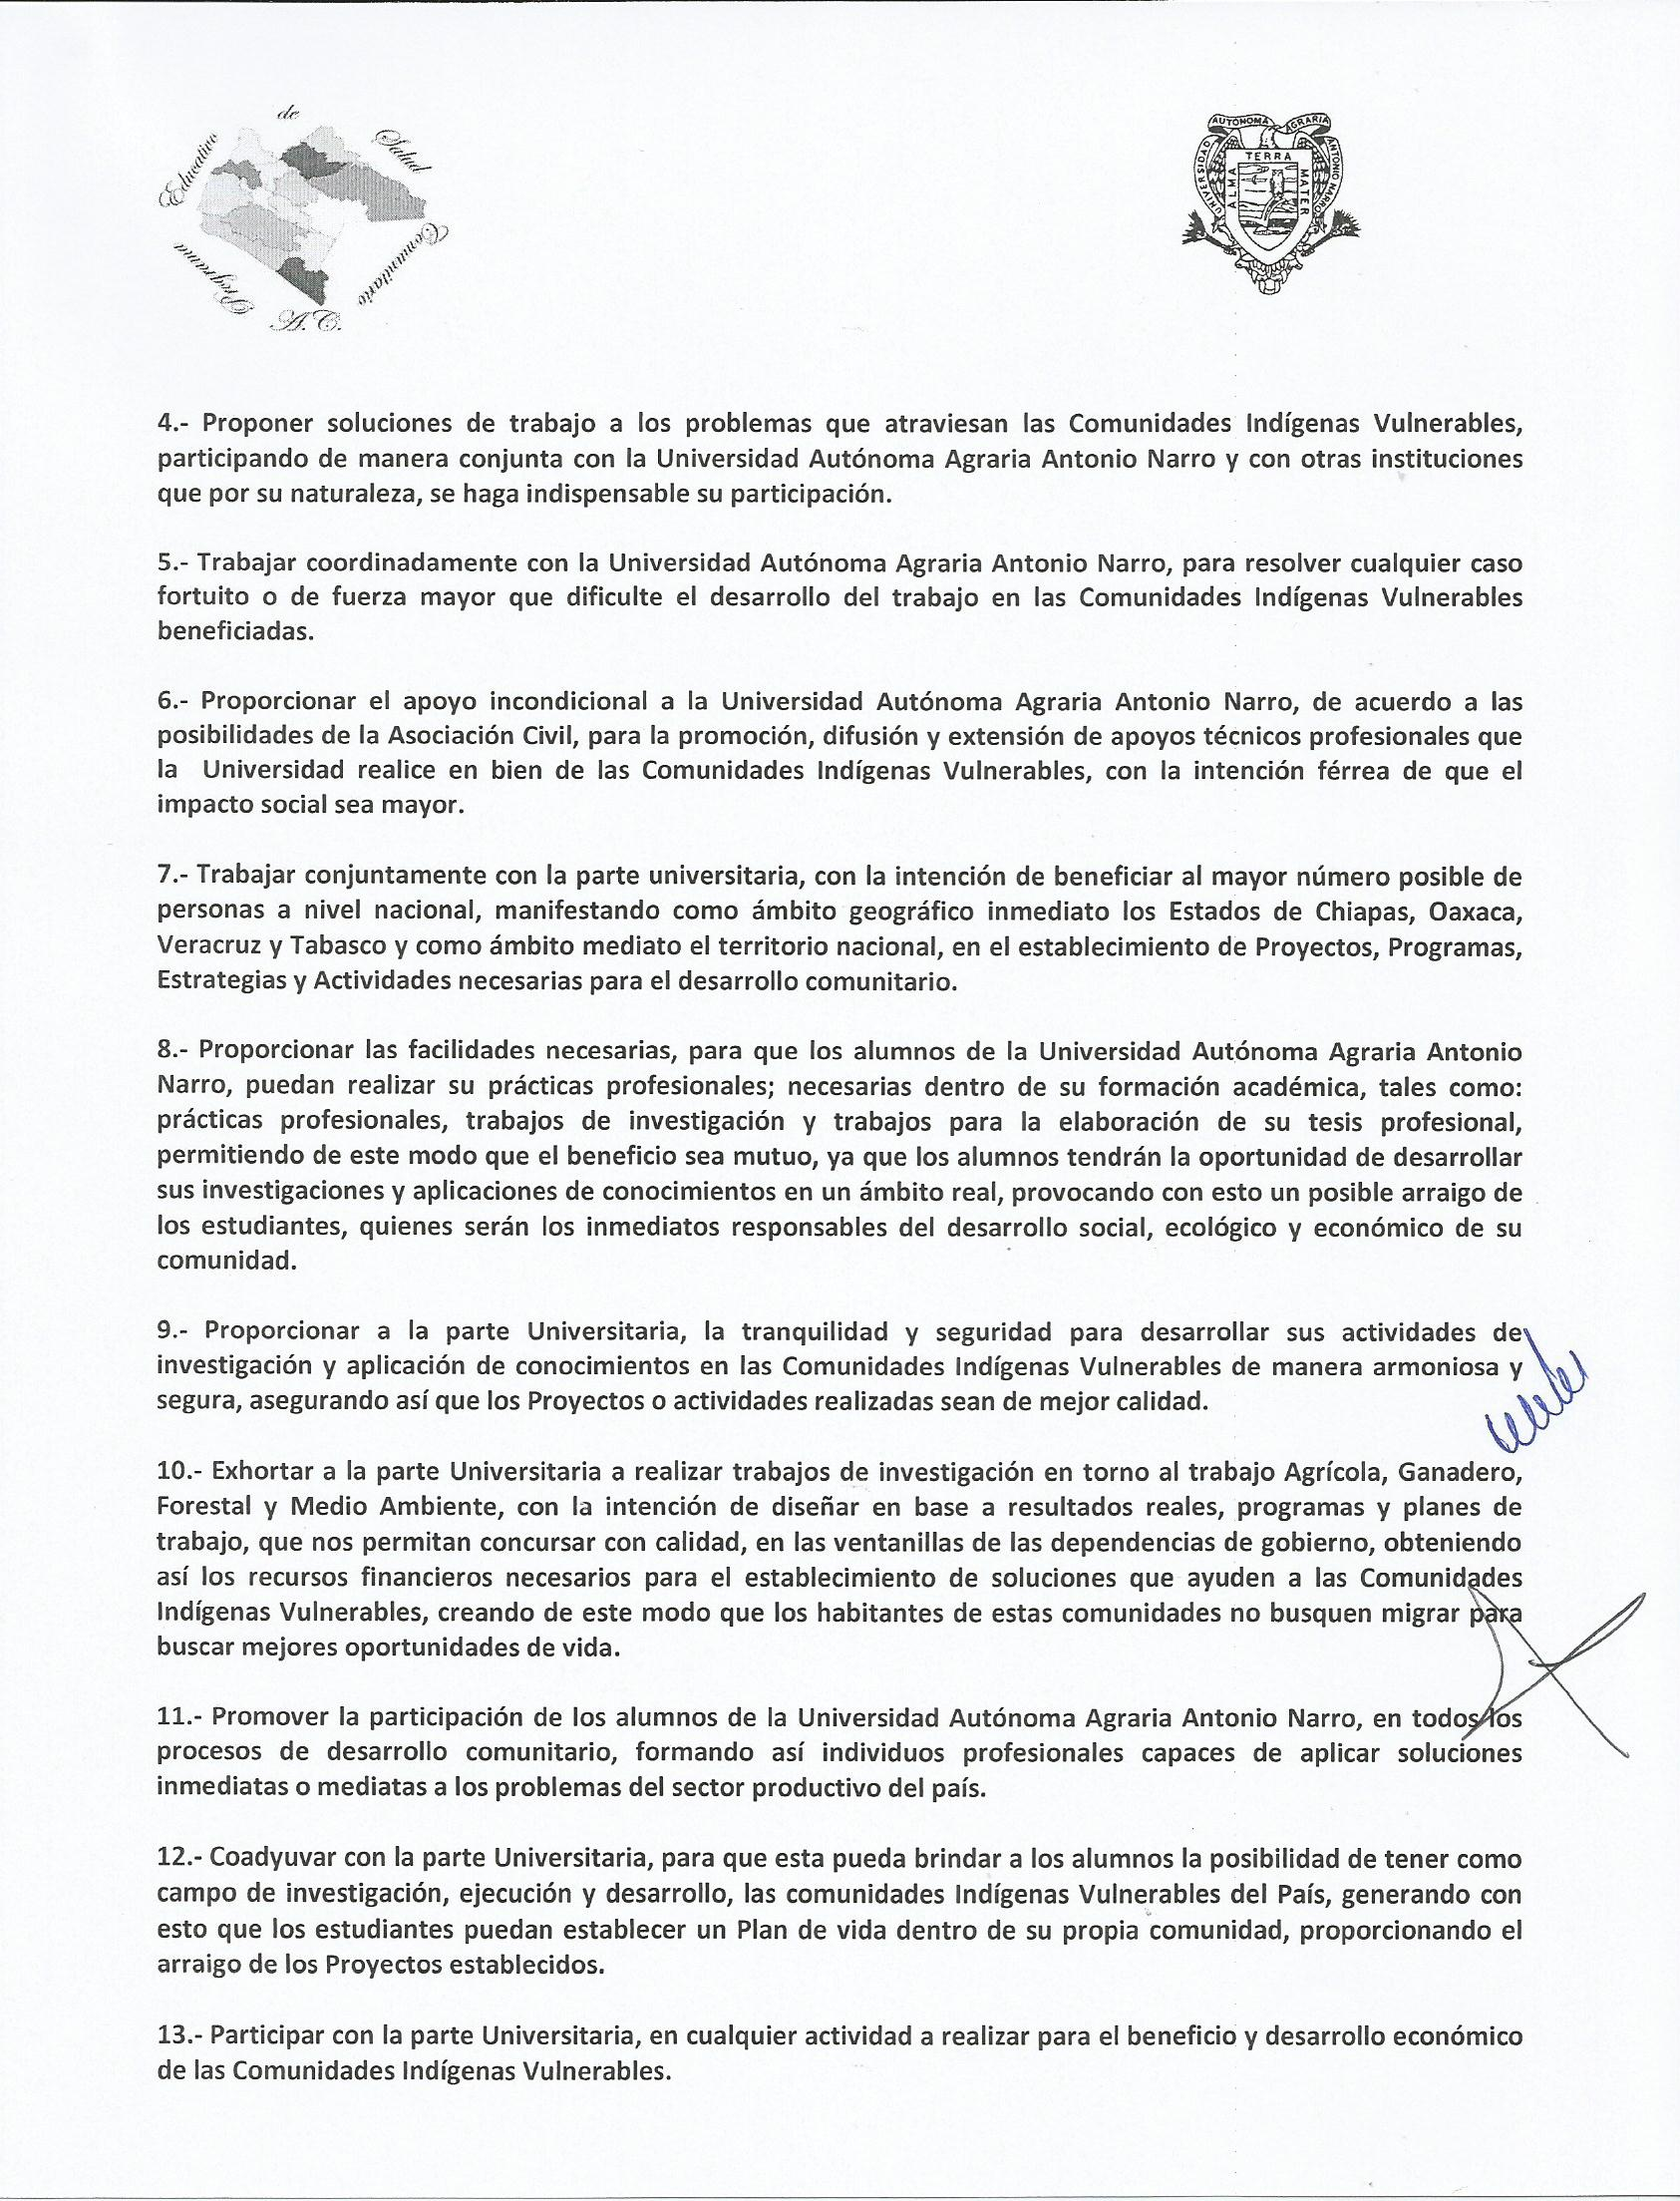 Programa Educativo de Salud Comunitario A.C.
UNIVERSIDAD AUTÓNOMA AGRARIA ANTONIO NARRO
ALMA TERRA MATER
4.- Proponer soluciones de trabajo a los problemas que atraviesan las Comunidades Indígenas Vulnerables,
participando de manera conjunta con la Universidad Autónoma Agraria Antonio Narro y con otras instituciones
que por su naturaleza, se haga indispensable su participación.
5.- Trabajar coordinadamente con la Universidad Autónoma Agraria Antonio Narro, para resolver cualquier caso
fortuito o de fuerza mayor que dificulte el desarrollo del trabajo en las Comunidades Indígenas Vulnerables
beneficiadas.
6.- Proporcionar el apoyo incondicional a la Universidad Autónoma Agraria Antonio Narro, de acuerdo a las
posibilidades de la Asociación Civil, para la promoción, difusión y extensión de apoyos técnicos profesionales que
la Universidad realice en bien de las Comunidades Indígenas Vulnerables, con la intención férrea de que el
impacto social sea mayor.
7.- Trabajar conjuntamente con la parte universitaria, con la intención de beneficiar al mayor número posible de
personas a nivel nacional, manifestando como ámbito geográfico inmediato los Estados de Chiapas, Oaxaca,
Veracruz y Tabasco y como ámbito mediato el territorio nacional, en el establecimiento de Proyectos, Programas,
Estrategias y Actividades necesarias para el desarrollo comunitario.
8.- Proporcionar las facilidades necesarias, para que los alumnos de la Universidad Autónoma Agraria Antonio
Narro, puedan realizar su prácticas profesionales; necesarias dentro de su formación académica, tales como:
prácticas profesionales, trabajos de investigación y trabajos para la elaboración de su tesis profesional,
permitiendo de este modo que el beneficio sea mutuo, ya que los alumnos tendrán la oportunidad de desarrollar
sus investigaciones y aplicaciones de conocimientos en un ámbito real, provocando con esto un posible arraigo de
los estudiantes, quienes serán los inmediatos responsables del desarrollo social, ecológico y económico de su
comunidad.
9.- Proporcionar a la parte Universitaria, la tranquilidad y seguridad para desarrollar sus actividades de
investigación y aplicación de conocimientos en las Comunidades Indígenas Vulnerables de manera armoniosa y
segura, asegurando así que los Proyectos o actividades realizadas sean de mejor calidad.
10.- Exhortar a la parte Universitaria a realizar trabajos de investigación en torno al trabajo Agrícola, Ganadero,
Forestal y Medio Ambiente, con la intención de diseñar en base a resultados reales, programas y planes de
trabajo, que nos permitan concursar con calidad, en las ventanillas de las dependencias de gobierno, obteniendo
así los recursos financieros necesarios para el establecimiento de soluciones que ayuden a las Comunidades
Indígenas Vulnerables, creando de este modo que los habitantes de estas comunidades no busquen migrar para
buscar mejores oportunidades de vida.
11.- Promover la participación de los alumnos de la Universidad Autónoma Agraria Antonio Narro, en todos los
procesos de desarrollo comunitario, formando así individuos profesionales capaces de aplicar soluciones
inmediatas o mediatas a los problemas del sector productivo del país.
12.- Coadyuvar con la parte Universitaria, para que esta pueda brindar a los alumnos la posibilidad de tener como
campo de investigación, ejecución y desarrollo, las comunidades Indígenas Vulnerables del País, generando con
esto que los estudiantes puedan establecer un Plan de vida dentro de su propia comunidad, proporcionando el
arraigo de los Proyectos establecidos.
13.- Participar con la parte Universitaria, en cualquier actividad a realizar para el beneficio y desarrollo económico
de las Comunidades Indígenas Vulnerables.